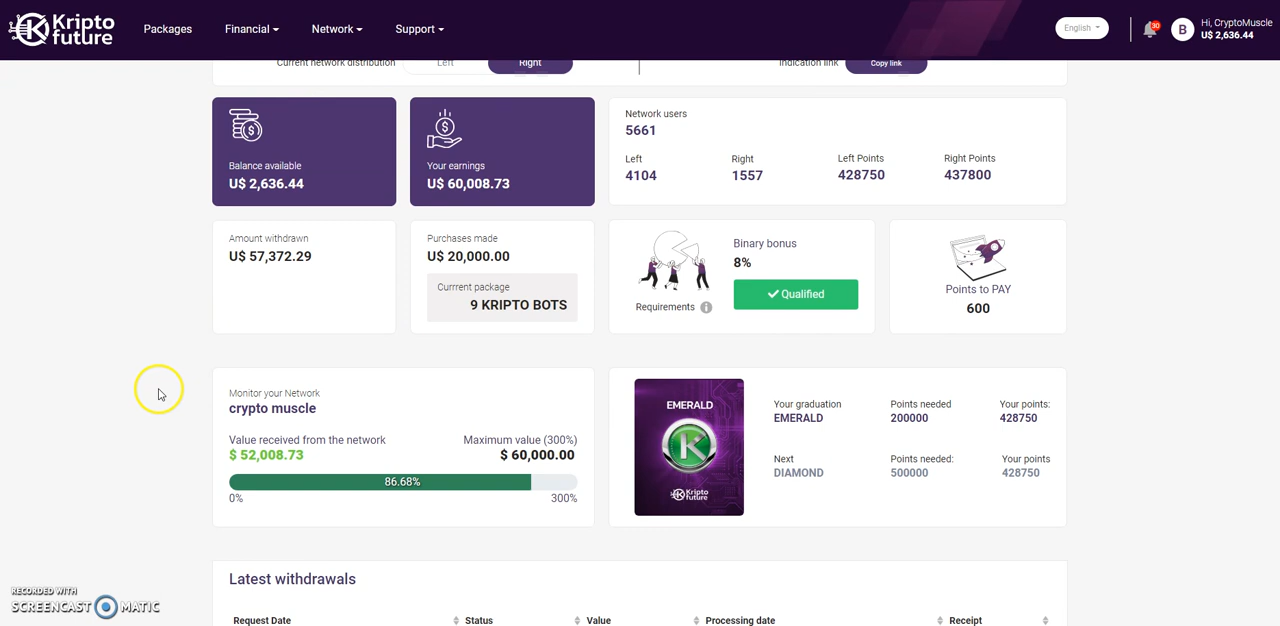 Kripto future
Packages
Financial
Network
Support
English
30
B
Hi, CryptoMuscle
U$ 2,636.44
Current network distribution
Left
Right
Indication link
Copy link
Balance available
U$ 2,636.44
Your earnings
U$ 60,008.73
Network users
5661
Left
4104
Right
1557
Left Points
428750
Right Points
437800
Amount withdrawn
U$ 57,372.29
Purchases made
U$ 20,000.00
Currrent package
9 KRIPTO BOTS
Requirements
Binary bonus
8%
Qualified
Points to PAY
600
Monitor your Network
crypto muscle
Value received from the network
$ 52,008.73
Maximum value (300%)
$ 60,000.00
86.68%
0%
300%
EMERALD
K
Kripto future
Your graduation
EMERALD
Points needed
200000
Your points:
428750
Next
DIAMOND
Points needed:
500000
Your points
428750
Latest withdrawals
Request Date
Status
Value
Processing date
Receipt
RECORDED WITH
SCREENCAST MATIC